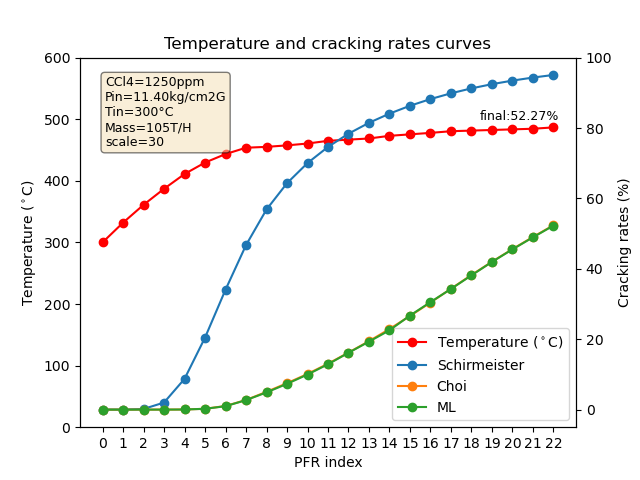 Temperature and cracking rates curves
600
500
400
300
200
100
0
Temperature (°C)
CCl4=1250ppm
Pin=11.40kg/cm2G
Tin=300°C
Mass=105T/H
scale=30
final:52.27%
100
80
60
40
20
0
Cracking rates (%)
Temperature (°C)
Schirmeister
Choi
ML
0 1 2 3 4 5 6 7 8 9 10 11 12 13 14 15 16 17 18 19 20 21 22
PFR index